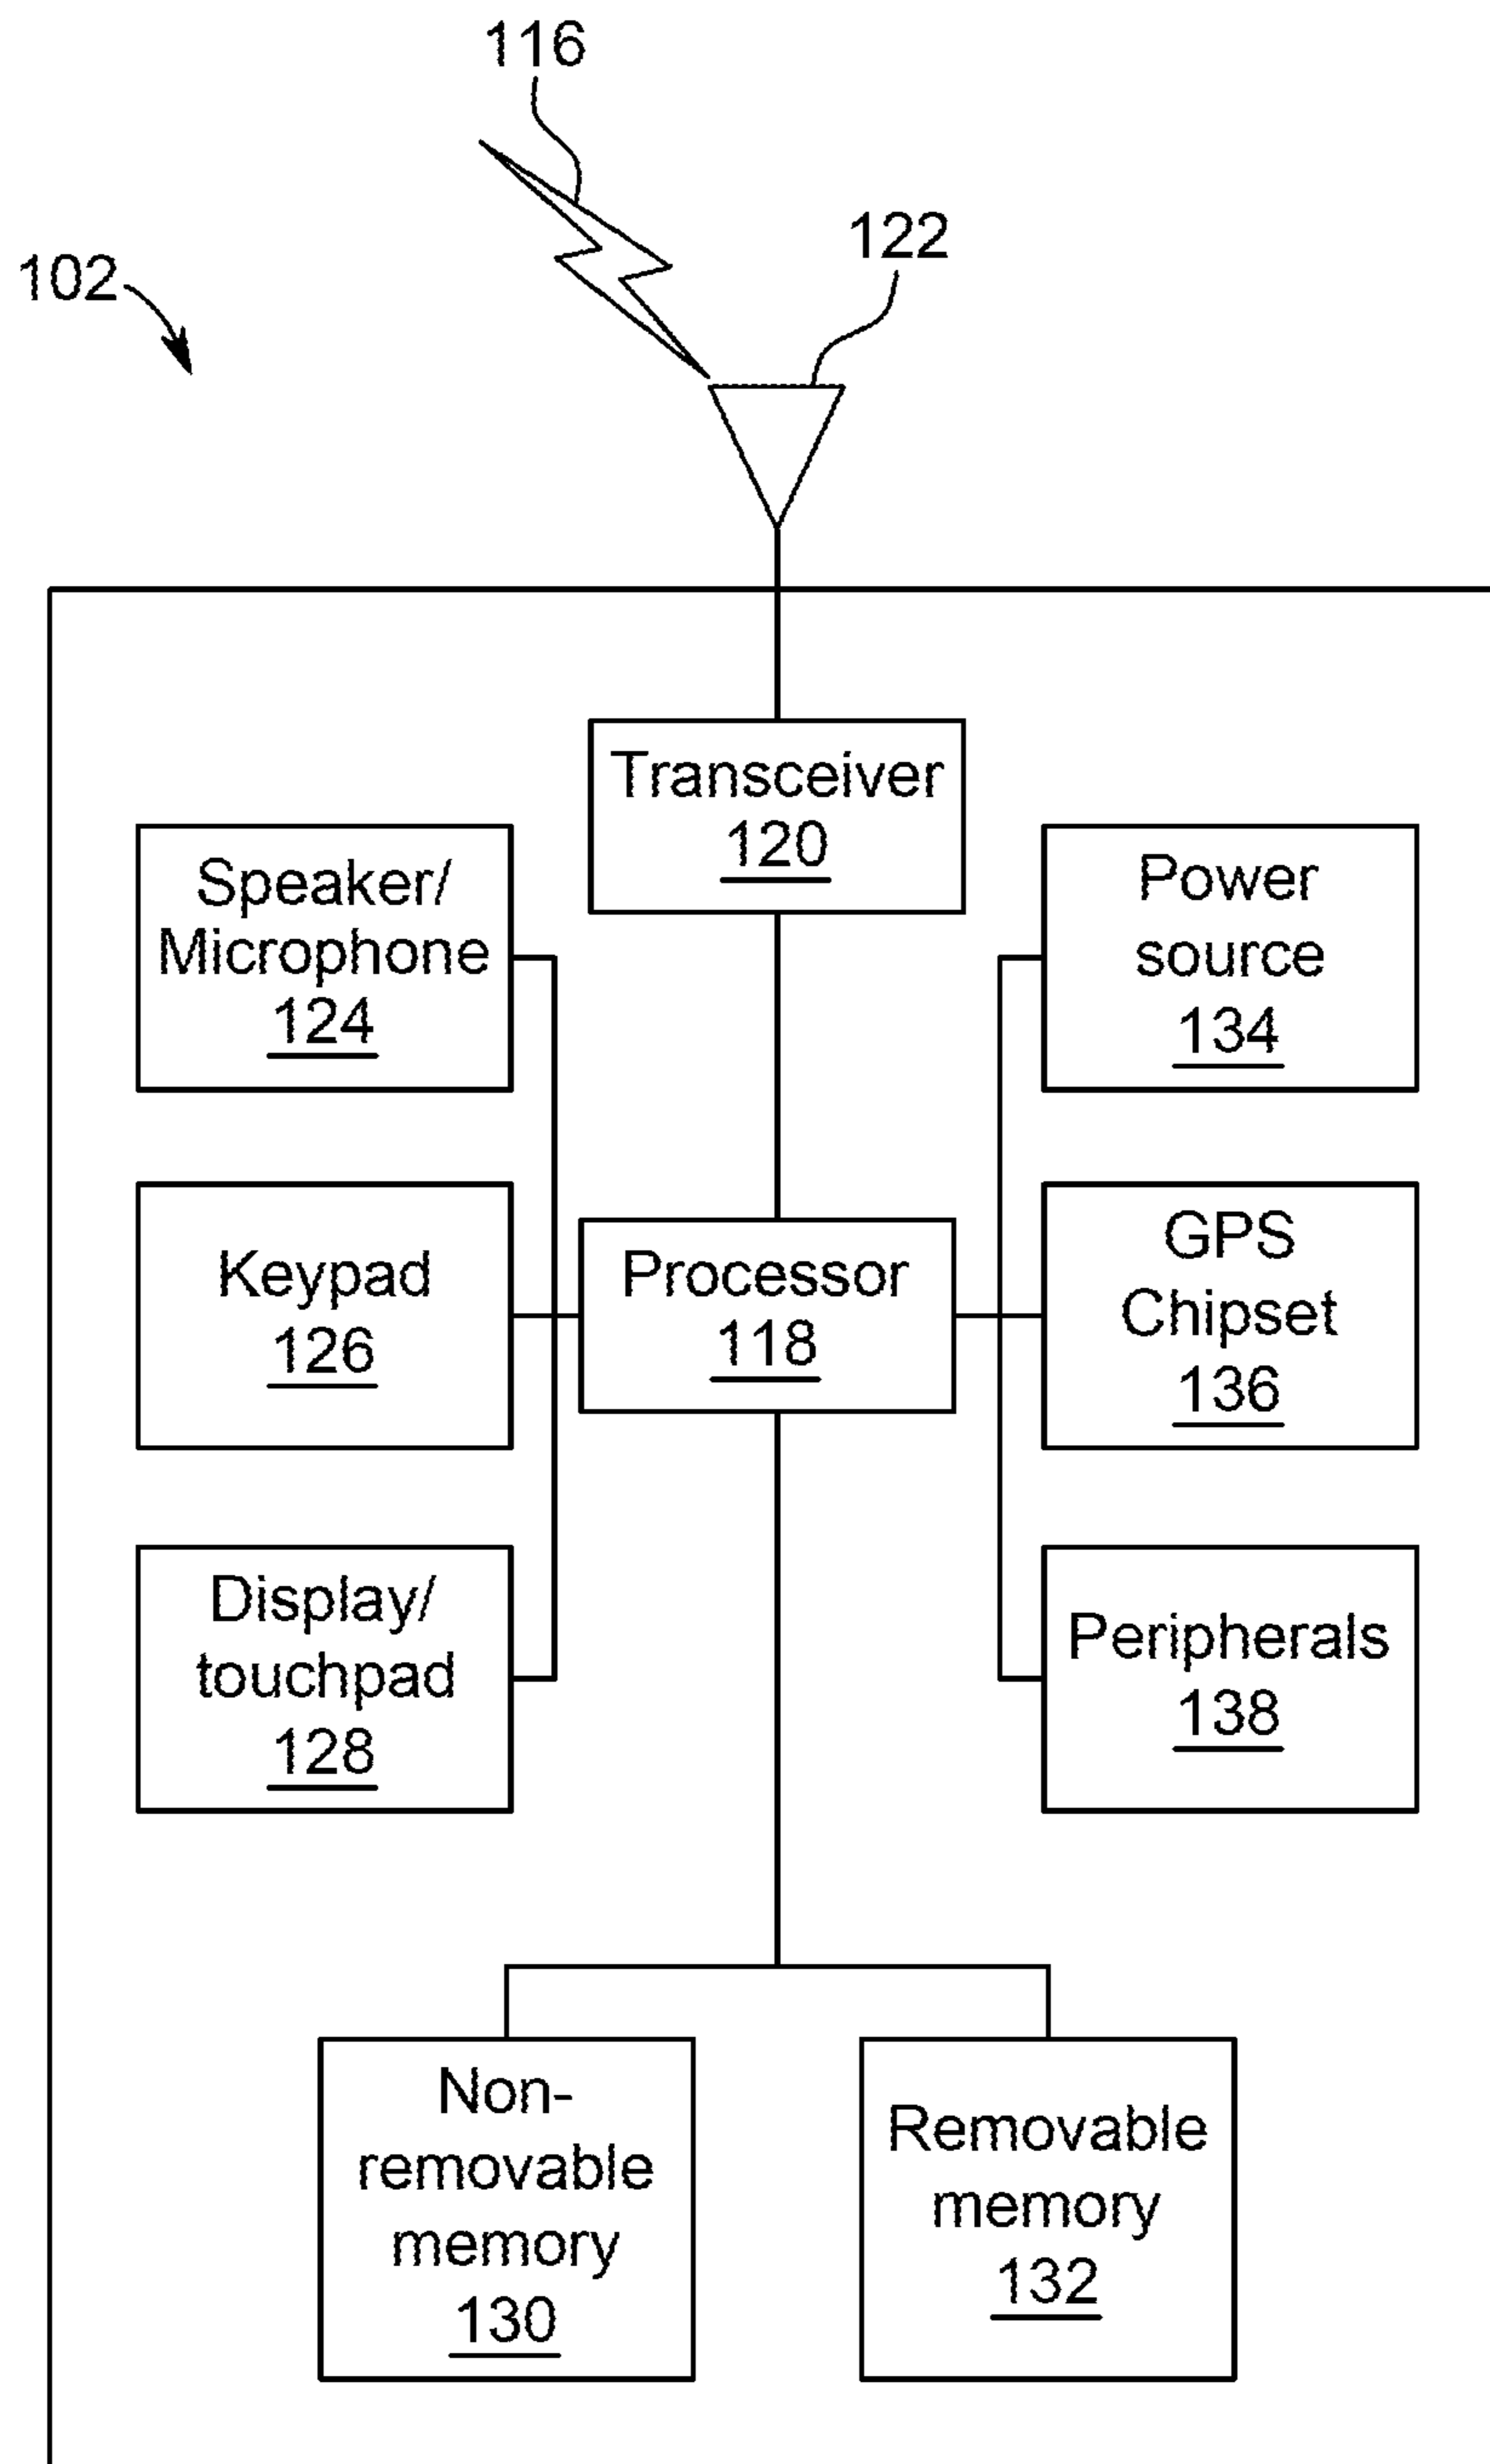 116
122
102
Transceiver
120
Speaker/
Microphone
124
Power
source
134
Keypad
126
Processor
118
GPS
Chipset
136
Display/
touchpad
128
Peripherals
138
Non-
removable
memory
130
Removable
memory
132